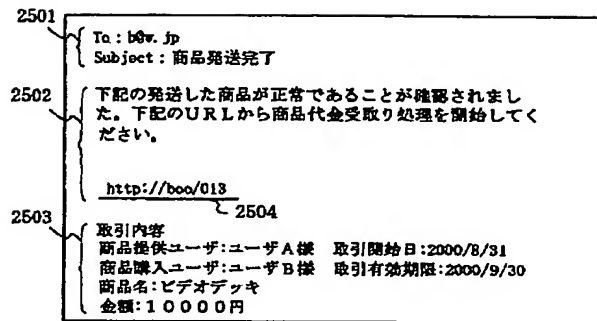 2501
To:b@w.jp
Subject:商品発送完了
2502
下記の発送した商品が正常であることが確認されまし
た。下記のURLから商品代金受取り処理を開始してく
ださい。
http://boo/013
2504
2503
取引内容
商品提供ユーザ:ユーザA様 取引開始日:2000/8/31
商品購入ユーザ:ユーザB様 取引有効期限:2000/9/30
商品名:ビデオデッキ
金額:10000円